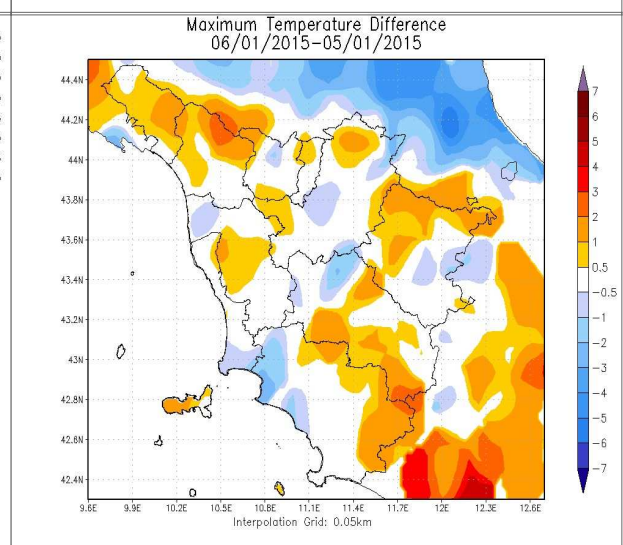 Maximum Temperature Difference
06/01/2015-05/01/2015
44.4N
44.2N
44N
43.8N
43.6N
43.4N
43.2N
43N
42.8N
42.6N
42.4N
7
6
5
4
3
2
1
0.5
-0.5
-1
-2
-3
-4
-5
-6
-7
9.6E 9.9E 10.2E 10.5E 10.8E 11.1E 11.4E 11.7E 12E 12.3E 12.6E
Interpolation Grid: 0.05km